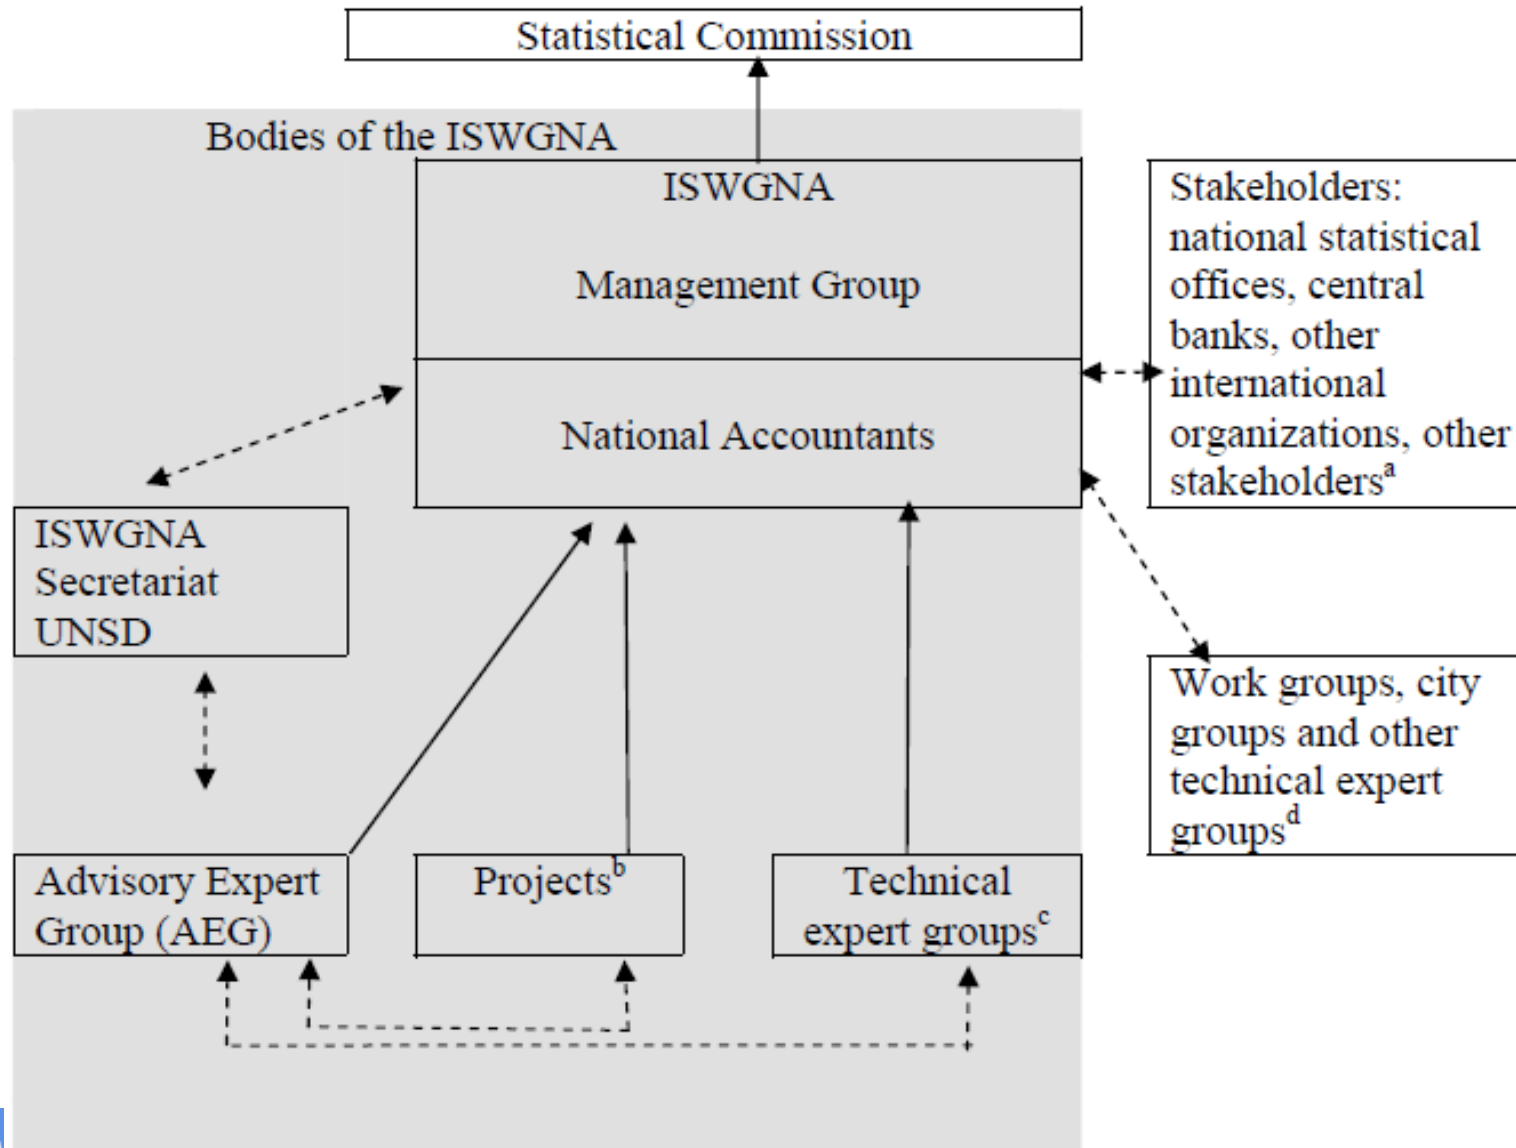 Statistical Commission
Bodies of the ISWGNA
ISWGNA
Management Group
National Accountants
Stakeholders:
national statistical
offices, central
banks, other
international
organizations, other
stakeholdersᵃ
ISWGNA
Secretariat
UNSD
Work groups, city
groups and other
technical expert
groupsᵈ
Advisory Expert
Group (AEG)
Projectsᵇ
Technical
expert groupsᶜ